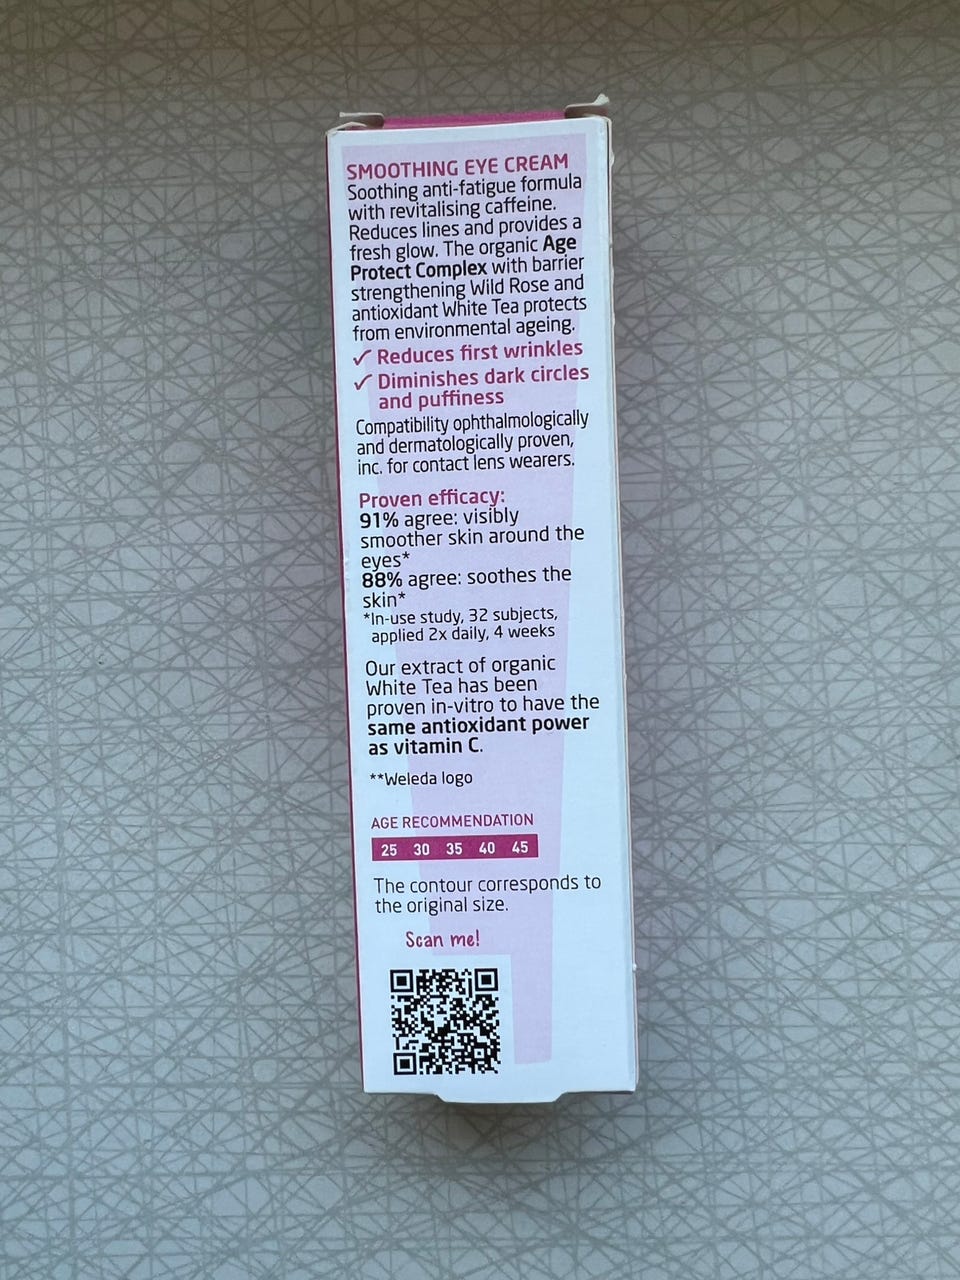 SMOOTHING EYE CREAM
Soothing anti-fatigue formula
with revitalising caffeine.
Reduces lines and provides a
fresh glow. The organic Age
Protect Complex with barrier
strengthening Wild Rose and
antioxidant White Tea protects
from environmental ageing.
✓ Reduces first wrinkles
✓ Diminishes dark circles
and puffiness
Compatibility ophthalmologically
and dermatologically proven,
inc. for contact lens wearers.
Proven efficacy:
91% agree: visibly
smoother skin around the
eyes*
88% agree: soothes the
skin*
*In-use study, 32 subjects,
applied 2x daily, 4 weeks
Our extract of organic
White Tea has been
proven in-vitro to have the
same antioxidant power
as vitamin C.
**Weleda logo
AGE RECOMMENDATION
25 30 35 40 45
The contour corresponds to
the original size.
Scan me!